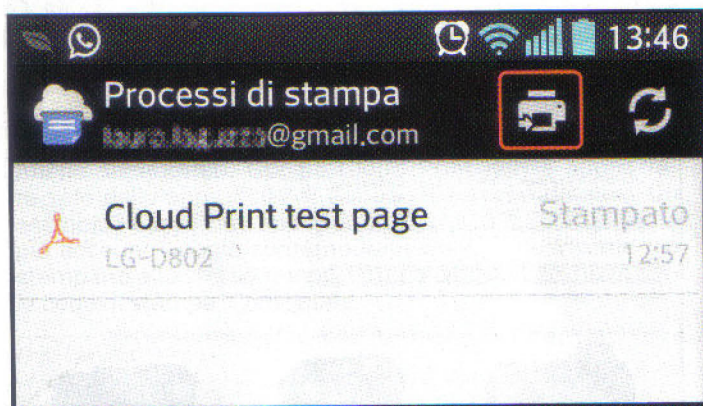 13:46
Processi di stampa
@gmail.com
Cloud Print test page
Stampato
LG-D802
12:57